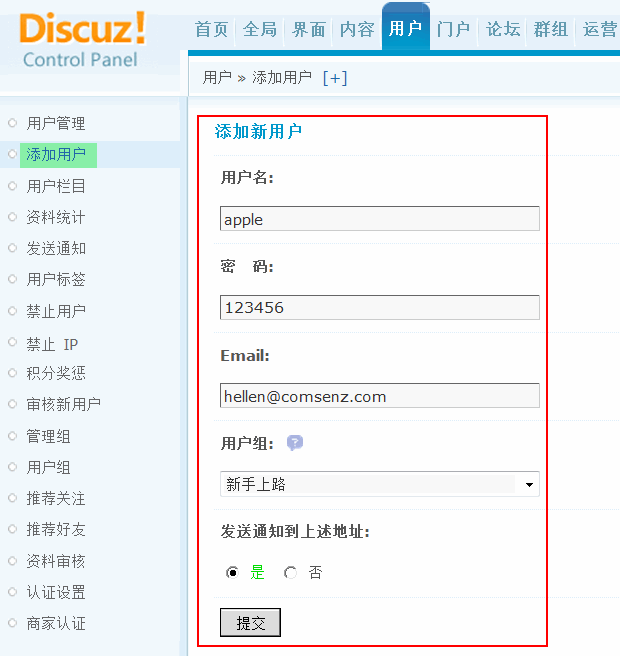 Discuz!
Control Panel
首页 全局 界面 内容 用户 门户 论坛 群组 运营
用户 » 添加用户 [+]
用户管理
添加用户
用户栏目
资料统计
发送通知
用户标签
禁止用户
禁止 IP
积分奖惩
审核新用户
管理组
用户组
推荐关注
推荐好友
资料审核
认证设置
商家认证
添加新用户
用户名:
apple
密 码:
123456
Email:
hellen@comsenz.com
用户组: ?
新手上路
发送通知到上述地址:
是 否
提交